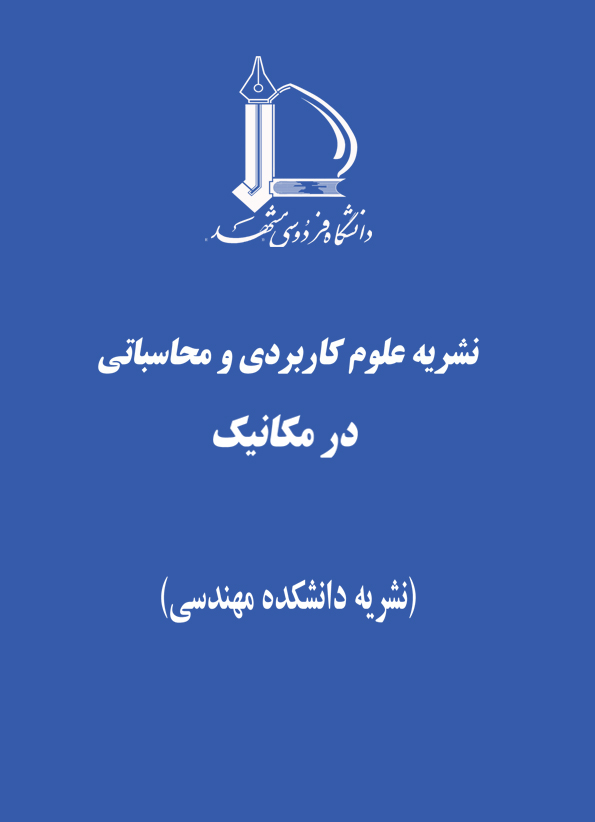 دانشگاه فردوسی مشهد
نشریه علوم کاربردی و محاسباتی
در مکانیک
(نشریه دانشکده مهندسی)